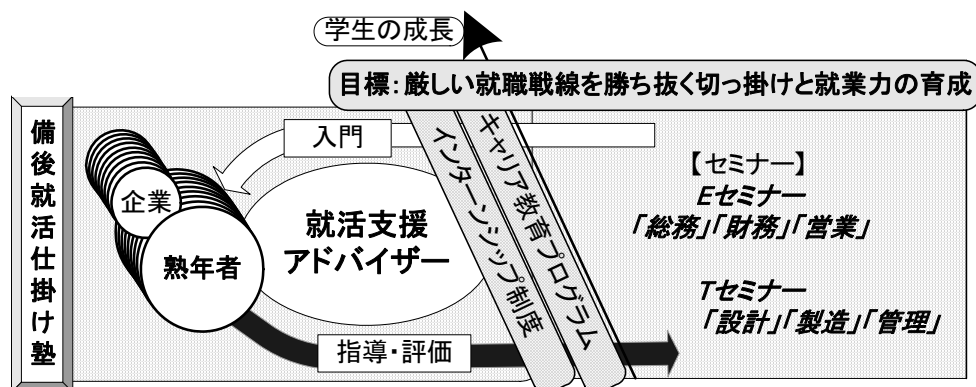 学生の成長
目標：厳しい就職戦線を勝ち抜く切っ掛けと就業力の育成
備後就活仕掛け塾
入門
企業
熟年者
就活支援
アドバイザー
インターンシップ制度
キャリア教育プログラム
【セミナー】
Eセミナー
「総務」「財務」「営業」
Tセミナー
「設計」「製造」「管理」
指導・評価